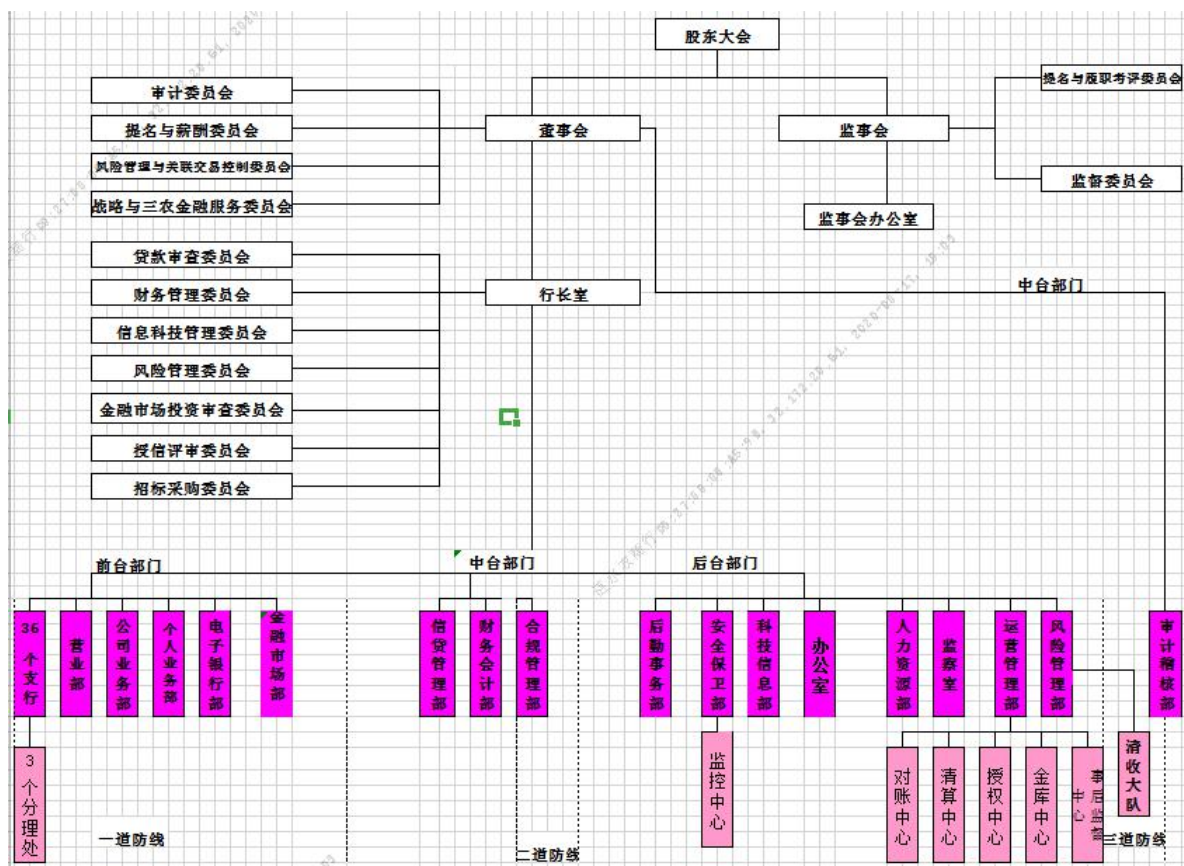 股东大会
审计委员会
提名与履职考评委员会
提名与薪酬委员会
董事会
监事会
风险管理与关联交易控制委员会
监督委员会
战略与三农金融服务委员会
监事会办公室
贷款审查委员会
中台部门
财务管理委员会
行长室
信息科技管理委员会
风险管理委员会
金融市场投资审查委员会
授信评审委员会
招标采购委员会
前台部门
中台部门
后台部门
36个支行
营业部
公司业务部
个人业务部
电子银行部
金融市场部
信贷管理部
财务会计部
合规管理部
后勤事务部
安全保卫部
科技信息部
办公室
人力资源部
监察室
运营管理部
风险管理部
审计稽核部
3个分理处
监控中心
对账中心
清算中心
授权中心
金库中心
事后监督中心
清收大队
一道防线
二道防线
三道防线